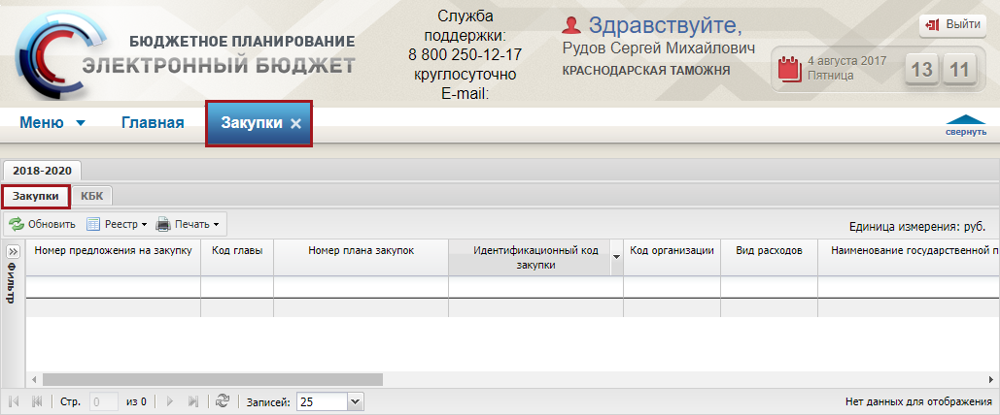 БЮДЖЕТНОЕ ПЛАНИРОВАНИЕ
ЭЛЕКТРОННЫЙ БЮДЖЕТ
Служба
поддержки:
8 800 250-12-17
круглосуточно
E-mail:
Здравствуйте,
Рудов Сергей Михайлович
КРАСНОДАРСКАЯ ТАМОЖНЯ
Выйти
4 августа 2017
Пятница
13 11
Меню Главная Закупки
свернуть
2018-2020
Закупки КБК
Обновить Реестр Печать
Единица измерения: руб.
Фильтр
Номер предложения на закупку Код главы Номер плана закупок Идентификационный код
закупки
Код организации Вид расходов Наименование государственной п
Стр. 0 из 0 Записей: 25 Нет данных для отображения